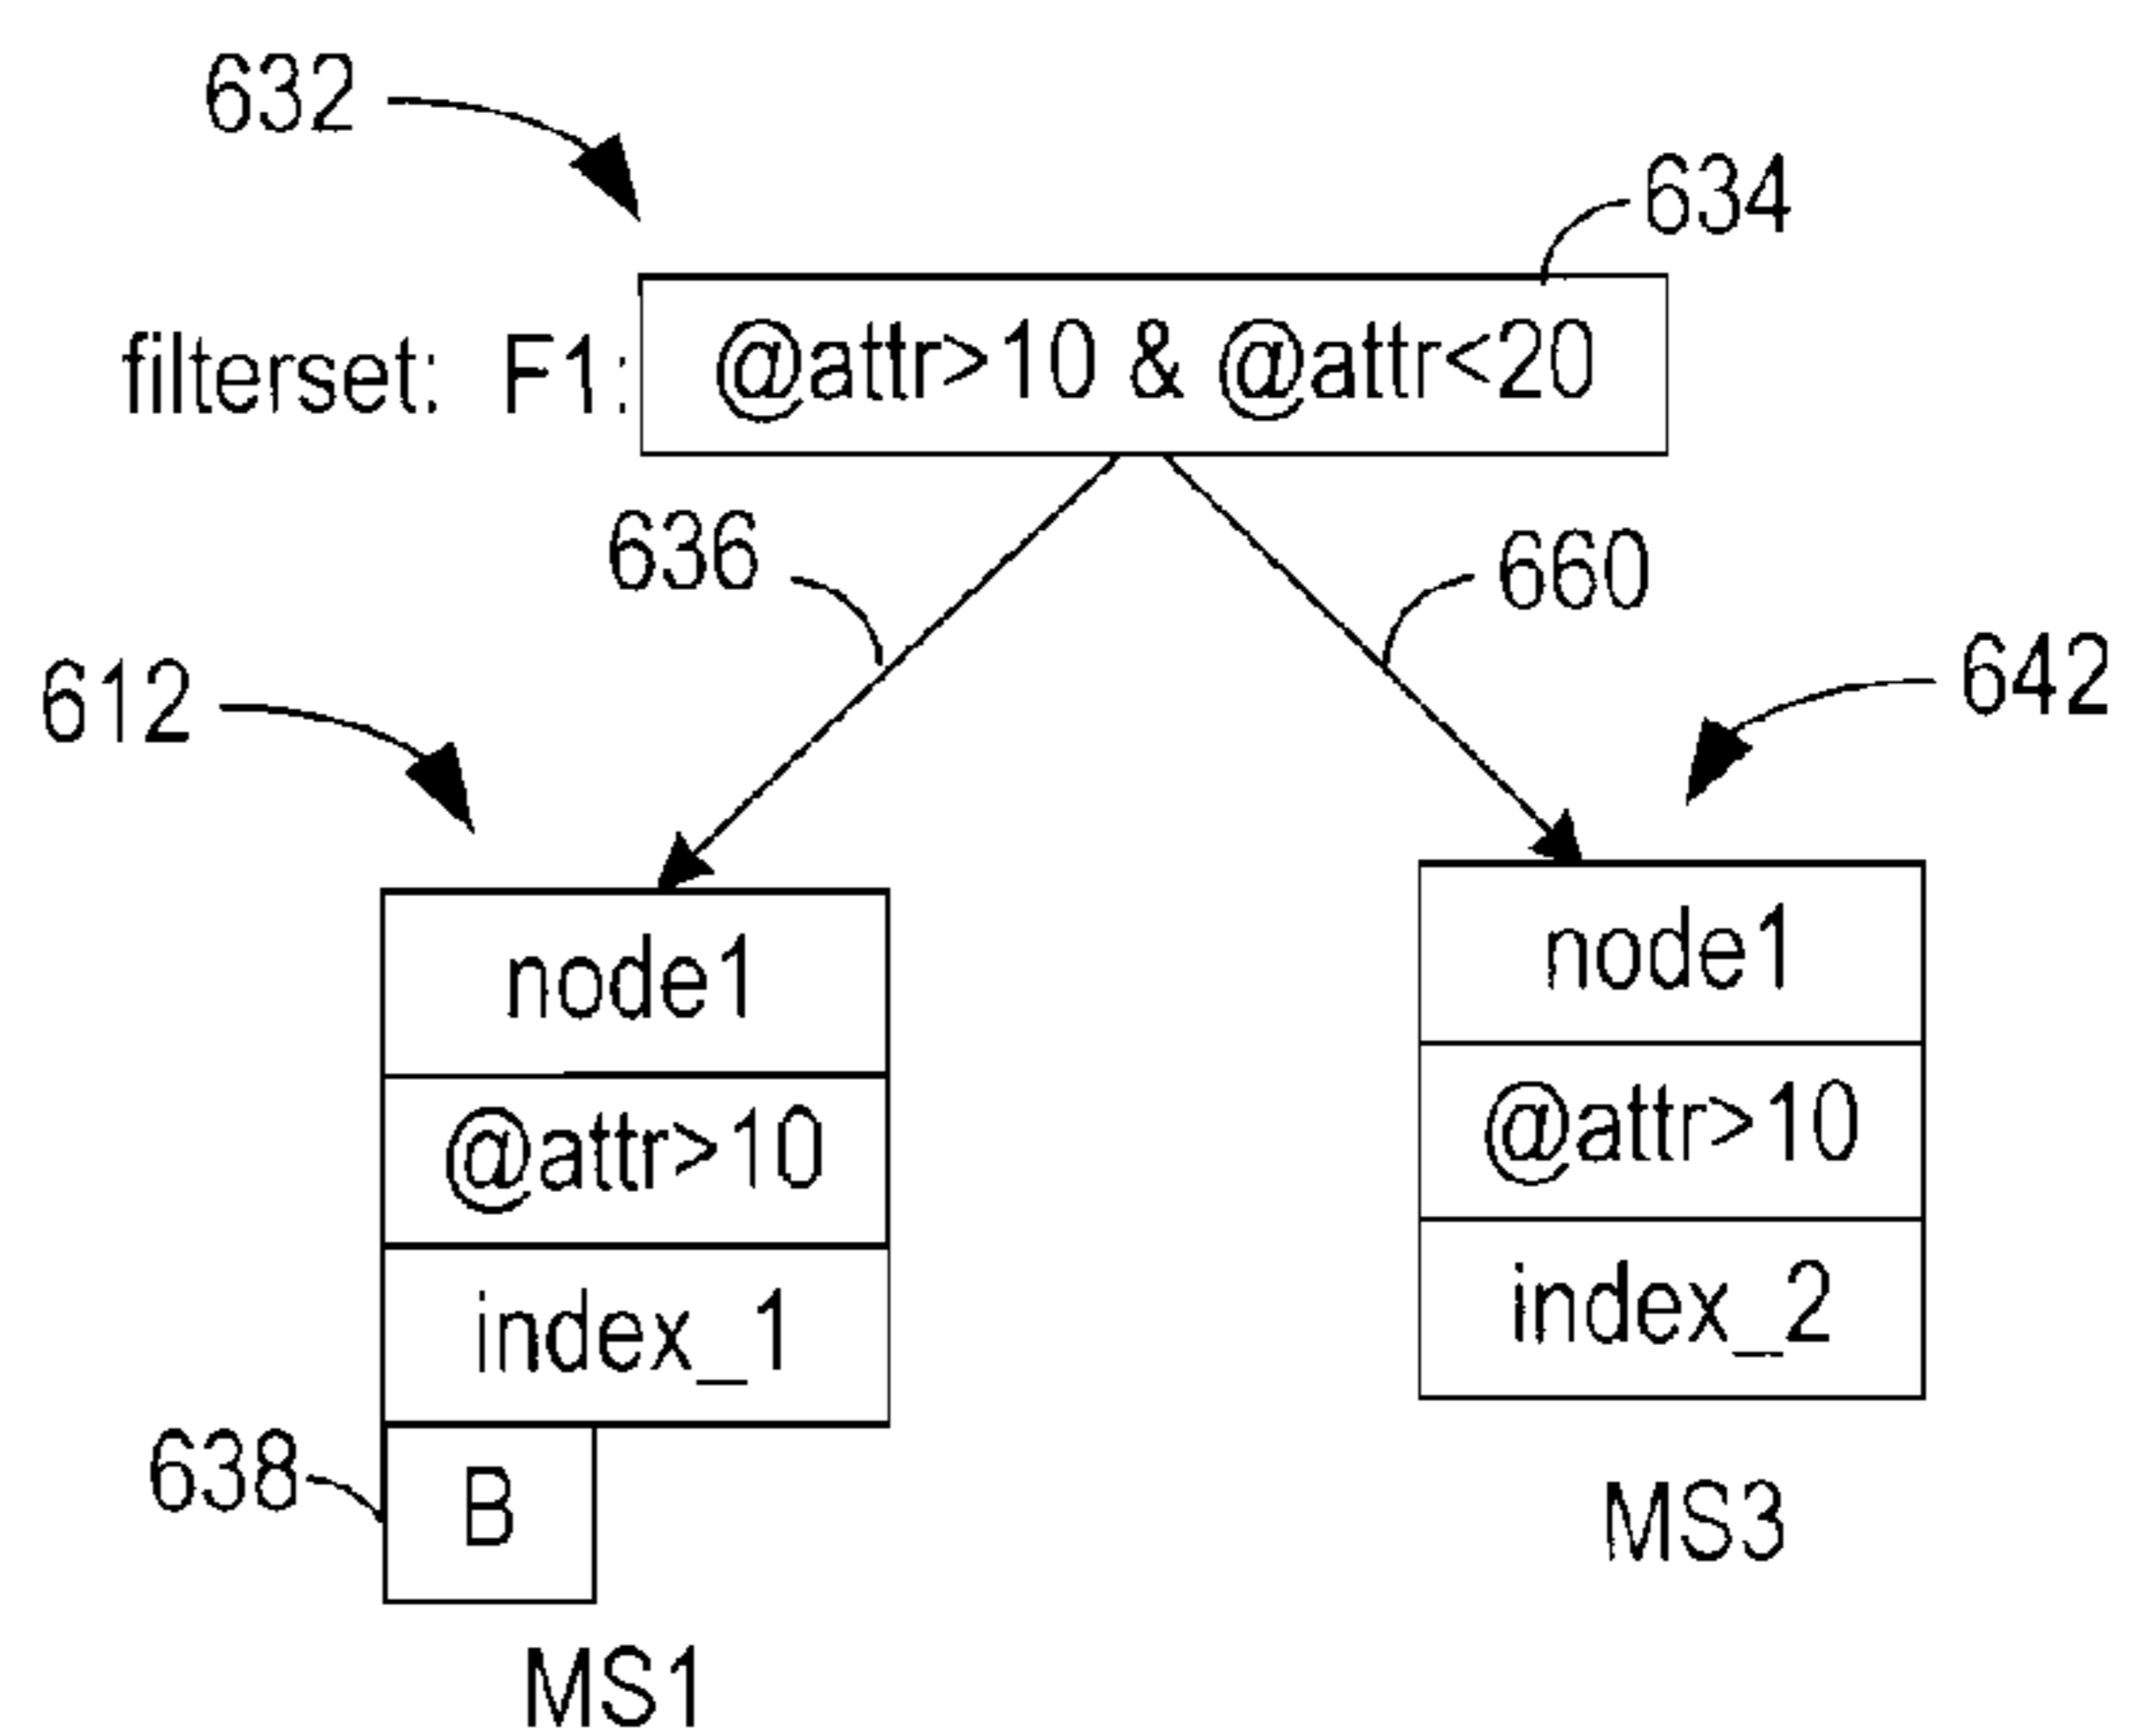 632
634
filterset: F1: @attr>10 & @attr<20
636
660
612
642
node1
@attr>10
index_1
638
B
MS1
node1
@attr>10
index_2
MS3